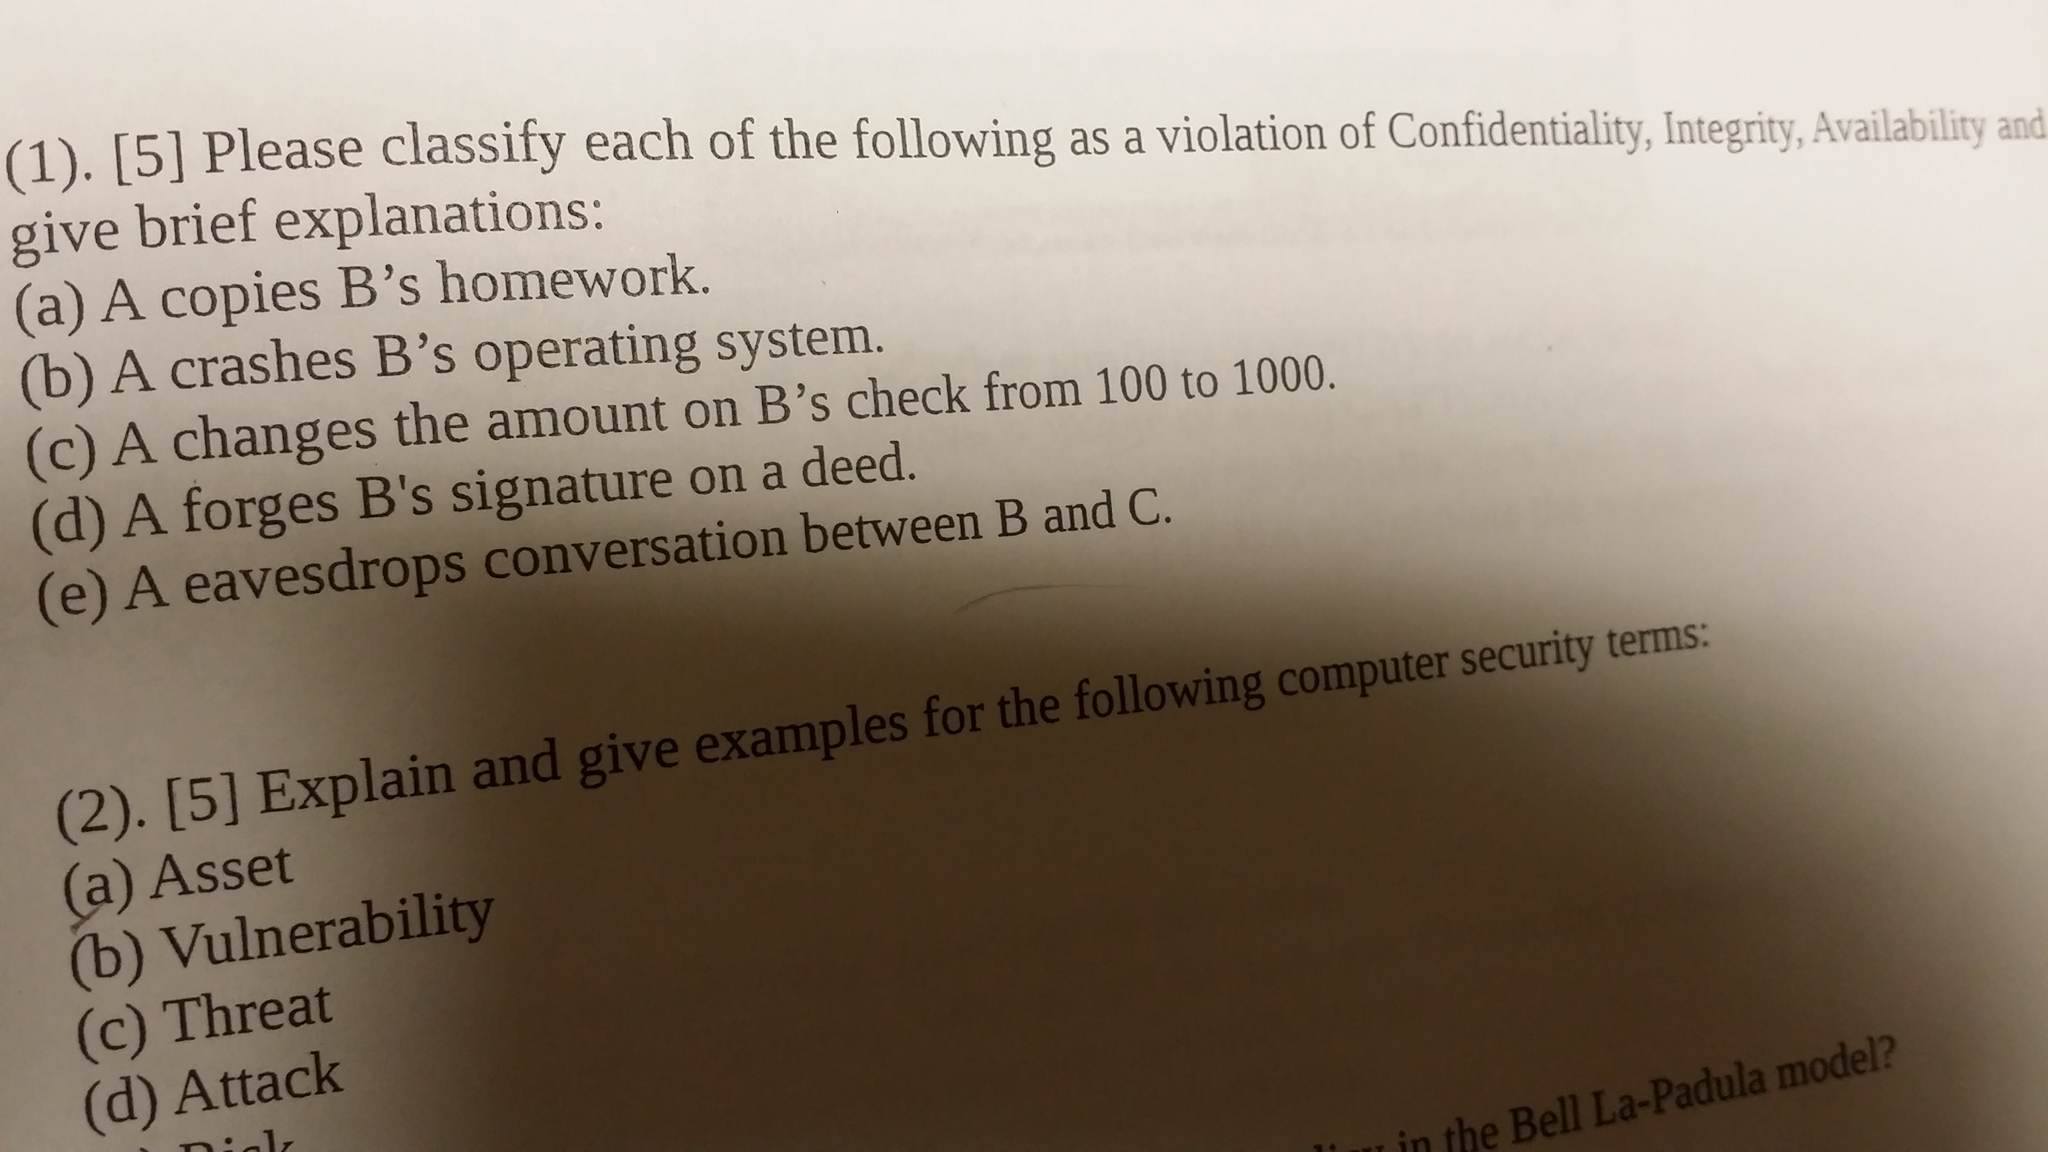 (1). [5] Please classify each of the following as a violation of Confidentiality, Integrity, Availability and
give brief explanations:
(a) A copies B’s homework.
(b) A crashes B’s operating system.
(c) A changes the amount on B’s check from 100 to 1000.
(d) A forges B's signature on a deed.
(e) A eavesdrops conversation between B and C.
(2). [5] Explain and give examples for the following computer security terms:
(a) Asset
(b) Vulnerability
(c) Threat
(d) Attack
Risk
in the Bell La-Padula model?